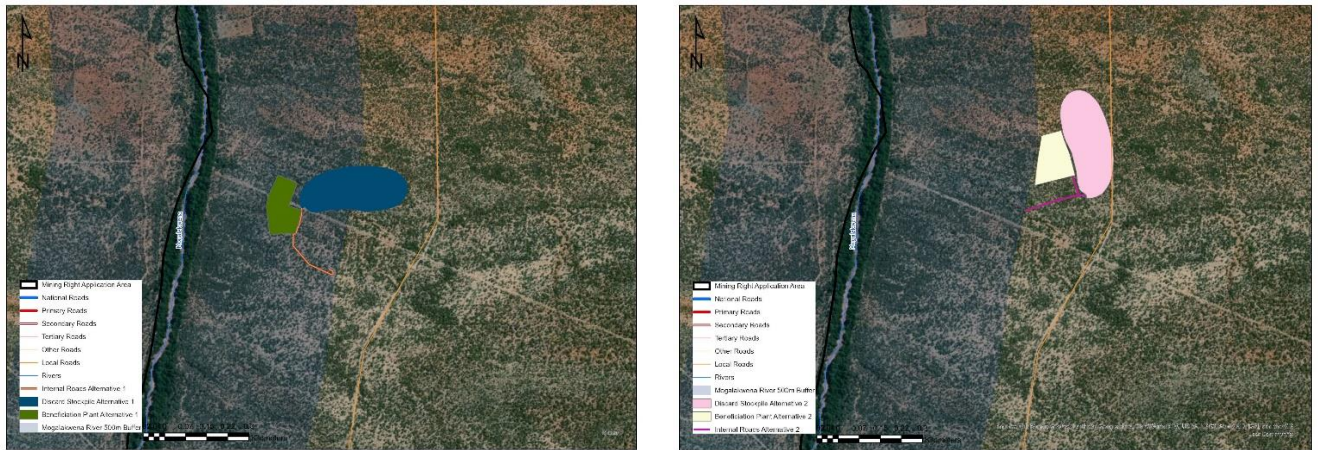 Mining Right Application Area
National Roads
Primary Roads
Secondary Roads
Tertiary Roads
Other Roads
Local Roads
Rivers
Internal Roads Alternative 1
Discard Stockpile Alternative 1
Beneficiation Plant Alternative 1
Mogalakwena River 500m Buffer
Mining Right Application Area
National Roads
Primary Roads
Secondary Roads
Tertiary Roads
Other Roads
Local Roads
Rivers
Mogalakwena River 500m Buffer
Discard Stockpile Alternative 2
Beneficiation Plant Alternative 2
Internal Roads Alternative 2